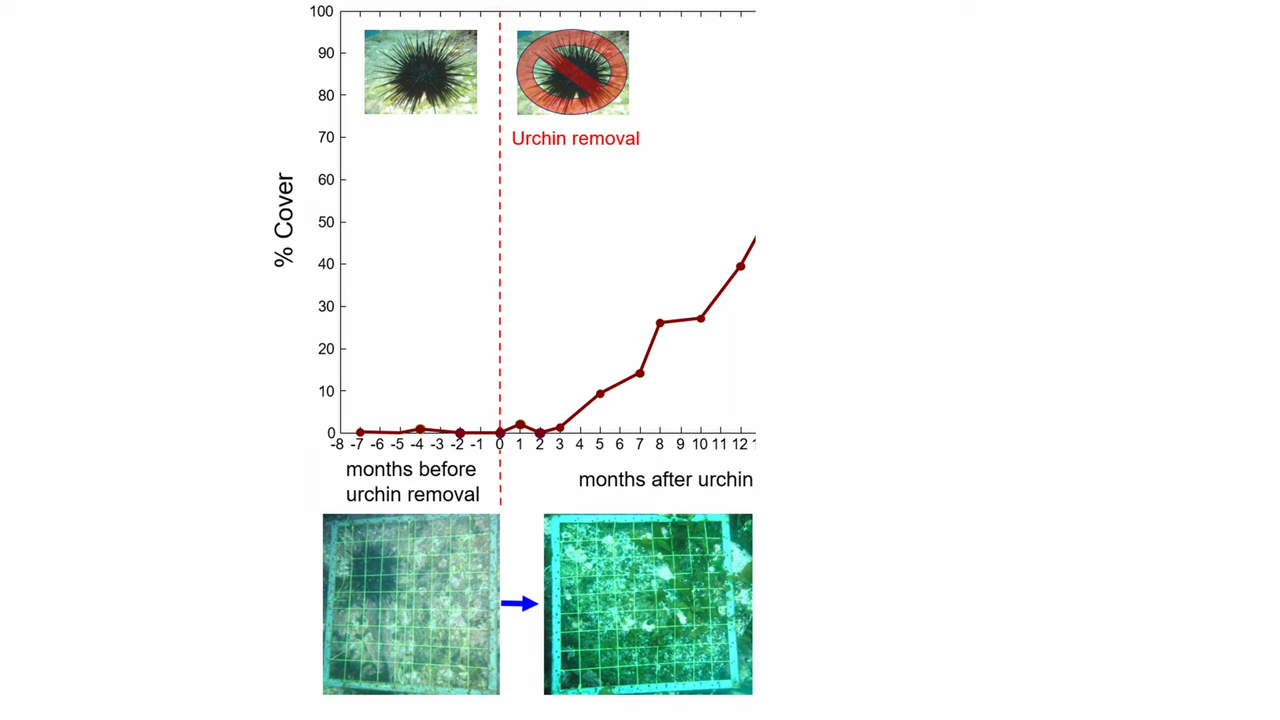 100
90
80
70
60
50
40
30
20
10
0
% Cover
Urchin removal
-8 -7 -6 -5 -4 -3 -2 -1 0 1 2 3 4 5 6 7 8 9 10 11 12
months before
urchin removal
months after urchin